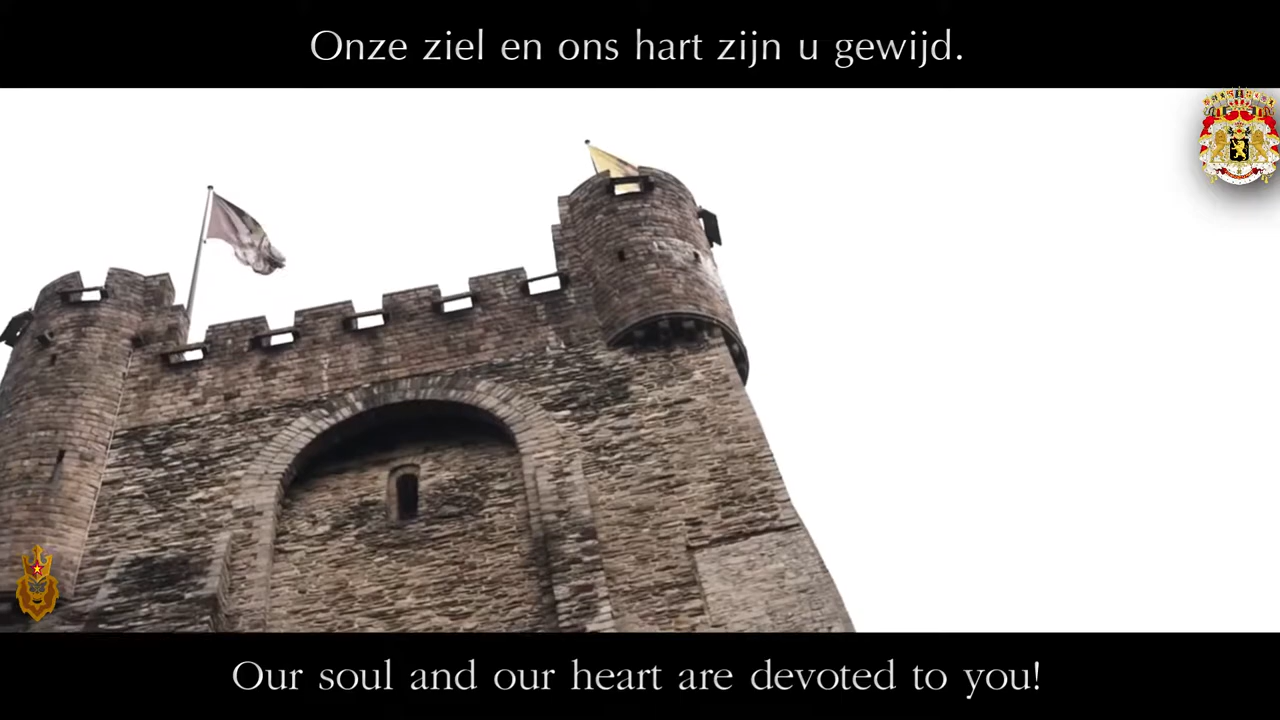 Onze ziel en ons hart zijn u gewijd.
Our soul and our heart are devoted to you!